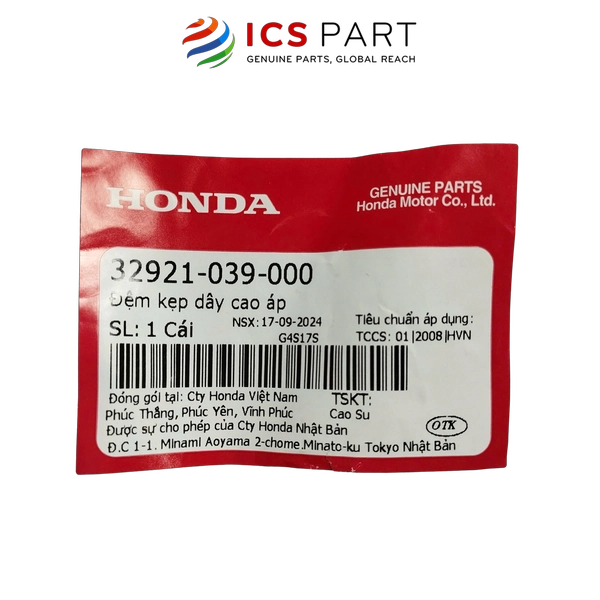 ICS PART
GENUINE PARTS, GLOBAL REACH
HONDA
GENUINE PARTS
Honda Motor Co., Ltd.
32921-039-000
Đệm kẹp dây cao áp
SL: 1 Cái
NSX: 17-09-2024
G4S17S
Tiêu chuẩn áp dụng:
TCCS: 01|2008|HVN
Đóng gói tại: Cty Honda Việt Nam
Phúc Thắng, Phúc Yên, Vĩnh Phúc
TSKT:
Cao Su
Được sự cho phép của Cty Honda Nhật Bản
Đ.C 1-1, Minami Aoyama 2-chome,Minato-ku Tokyo Nhật Bản
OTK